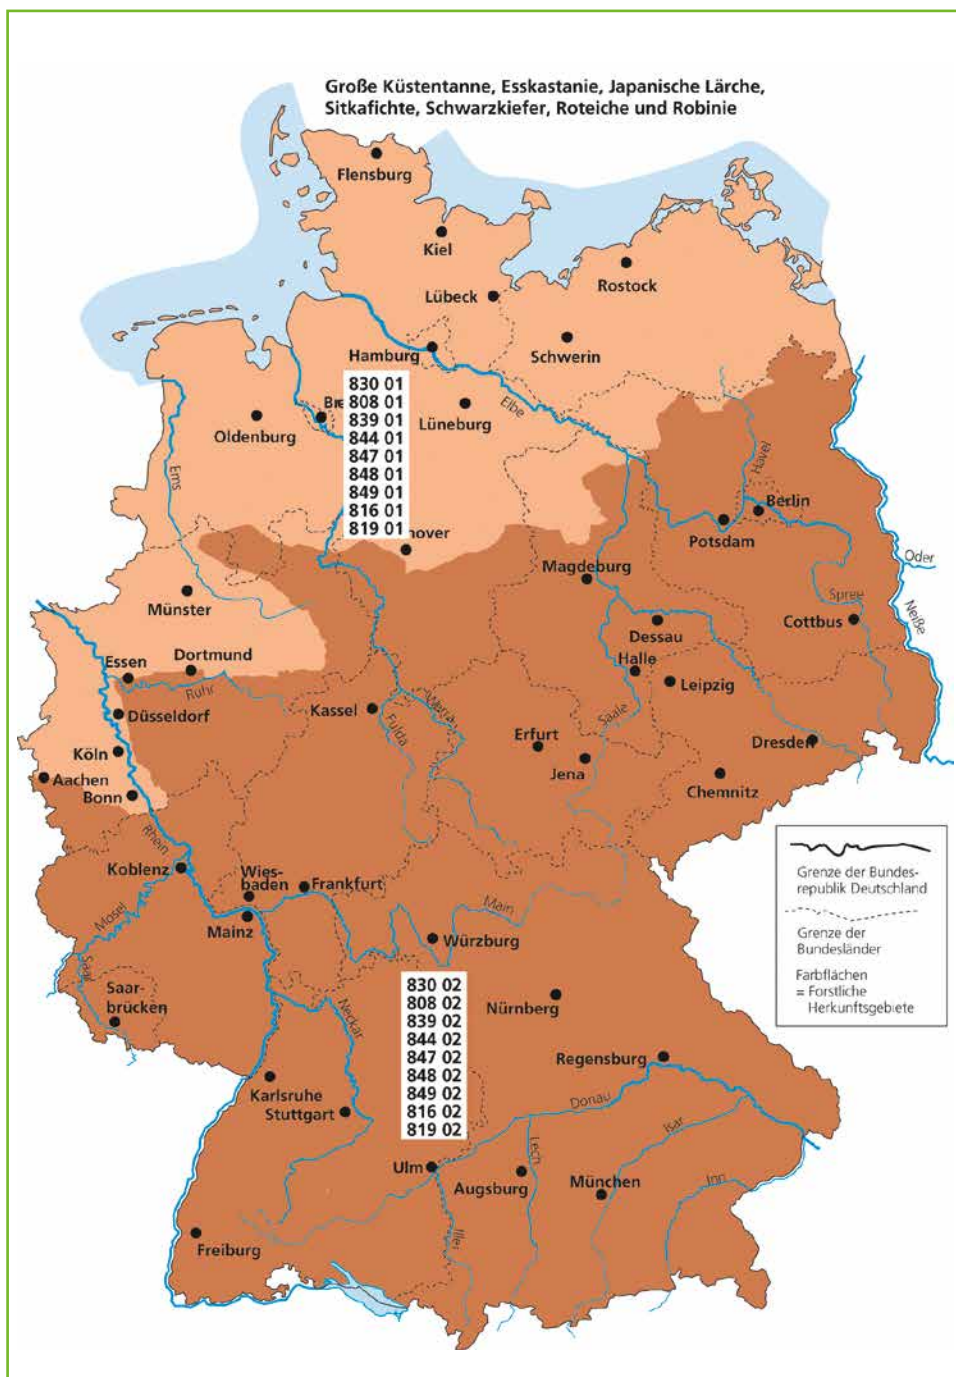 Große Küstentanne, Esskastanie, Japanische Lärche,
Sitkafichte, Schwarzkiefer, Roteiche und Robinie
Flensburg
Kiel
Rostock
Lübeck
Schwerin
Hamburg
830 01
808 01
839 01
844 01
847 01
848 01
849 01
816 01
819 01
Elbe
Lüneburg
Oldenburg
Bre
Ems
Havel
Berlin
Potsdam
nover
Oder
Magdeburg
Spree
Neiße
Münster
Dessau
Cottbus
Essen
Dortmund
Halle
Leipzig
Ruhr
Düsseldorf
Kassel
Werra
Fulda
Saale
Erfurt
Dresden
Köln
Jena
Aachen
Bonn
Chemnitz
Rhein
Koblenz
Wies-
baden
Frankfurt
Mosel
Main
Mainz
Würzburg
Saar
Saar-
brücken
830 02
808 02
839 02
844 02
847 02
848 02
849 02
816 02
819 02
Nürnberg
Neckar
Regensburg
Karlsruhe
Stuttgart
Donau
Isar
Lech
Ulm
Augsburg
München
Inn
Iller
Freiburg
Grenze der Bundes-
republik Deutschland
Grenze der
Bundesländer
Farbflächen
= Forstliche
Herkunftsgebiete